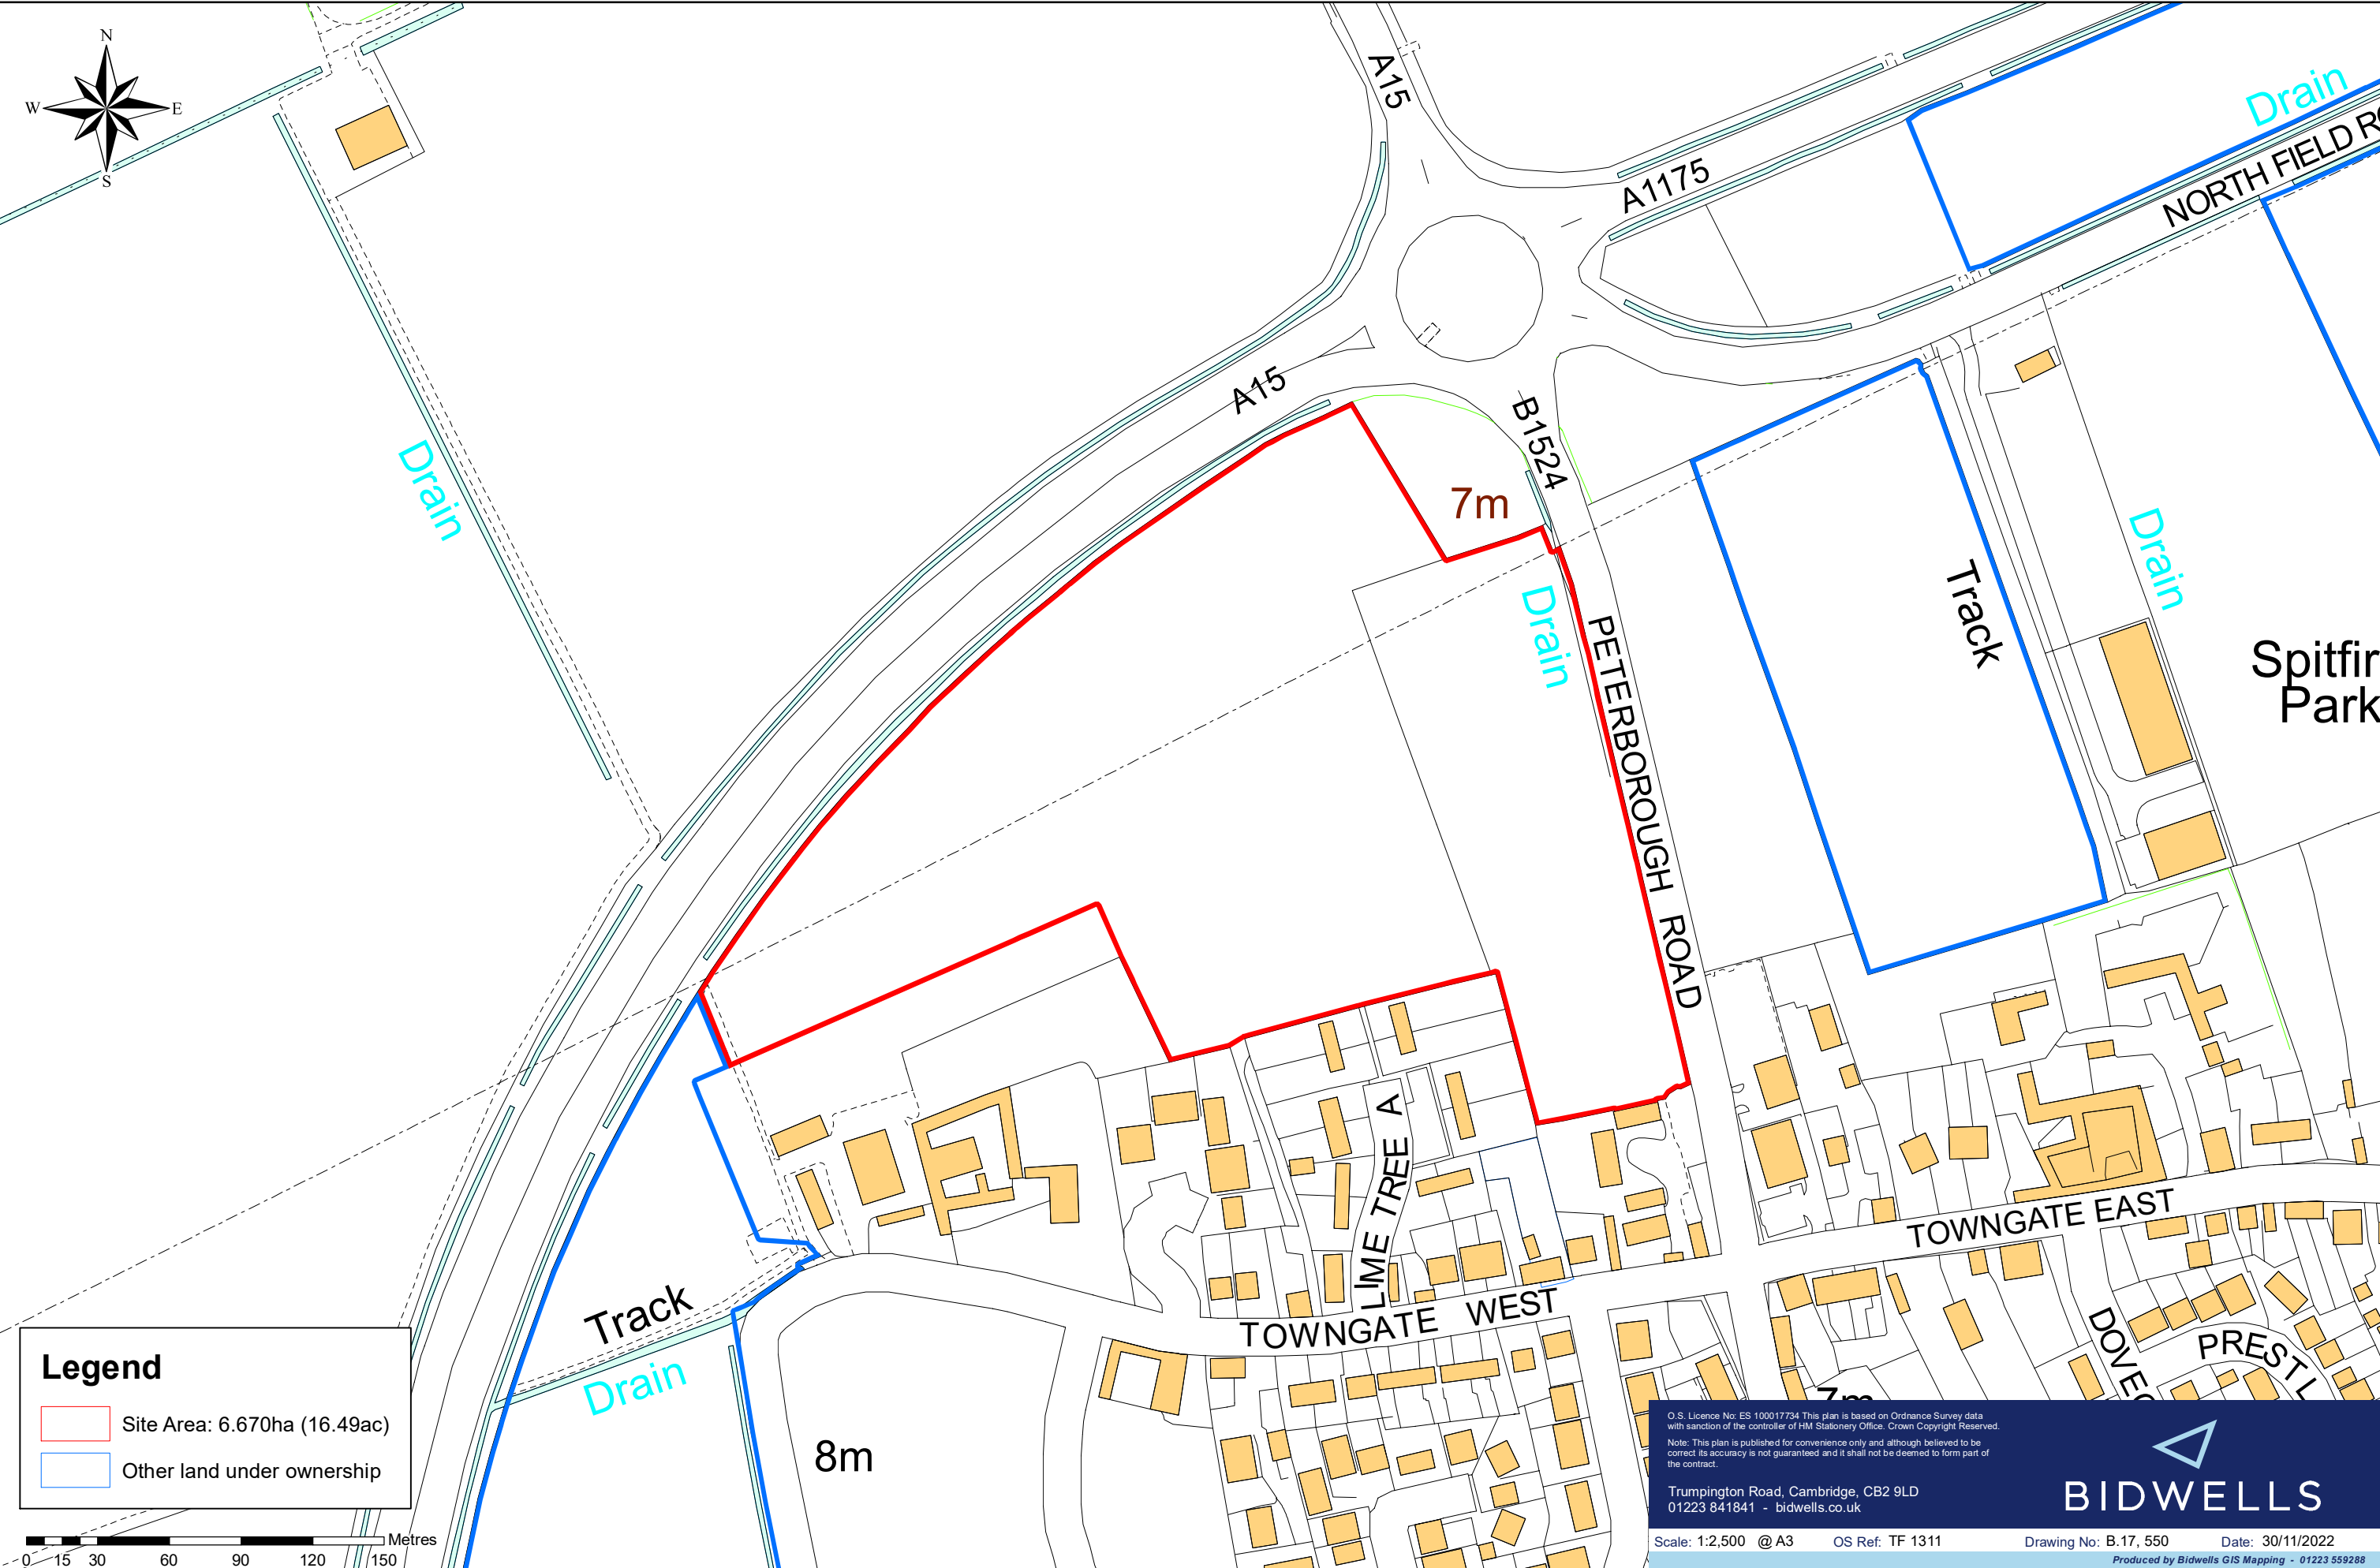 N
W
E
S
A15
A1175
Drain
NORTH FIELD
A15
B1524
Drain
7m
Drain
Track
Drain
PETERBOROUGH ROAD
Spitfir
Park
LIME TREE A
TOWNGATE EAST
TOWNGATE WEST
Track
Drain
DOVEC
PREST L
7m
8m
Legend
Site Area: 6.670ha (16.49ac)
Other land under ownership
Metres
0 15 30 60 90 120 150
O.S. Licence No: ES 100017734 This plan is based on Ordnance Survey data
with sanction of the controller of HM Stationery Office. Crown Copyright Reserved.
Note: This plan is published for convenience only and although believed to be
correct its accuracy is not guaranteed and it shall not be deemed to form part of
the contract.
Trumpington Road, Cambridge, CB2 9LD
01223 841841 - bidwells.co.uk
BIDWELLS
Scale: 1:2,500 @ A3 OS Ref: TF 1311 Drawing No: B.17, 550 Date: 30/11/2022
Produced by Bidwells GIS Mapping - 01223 559288